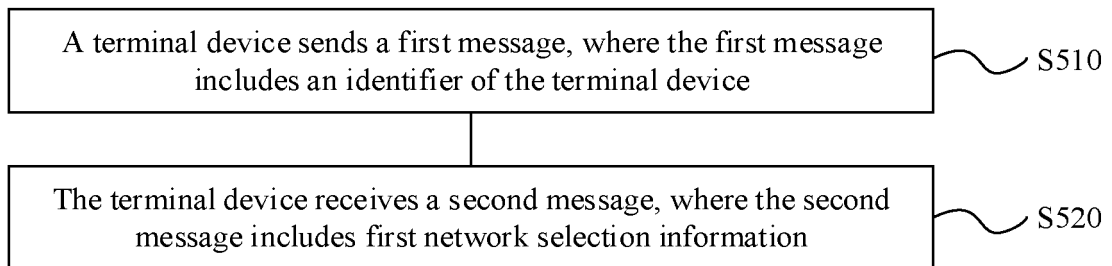 A terminal device sends a first message, where the first message
includes an identifier of the terminal device
S510
The terminal device receives a second message, where the second
message includes first network selection information
S520